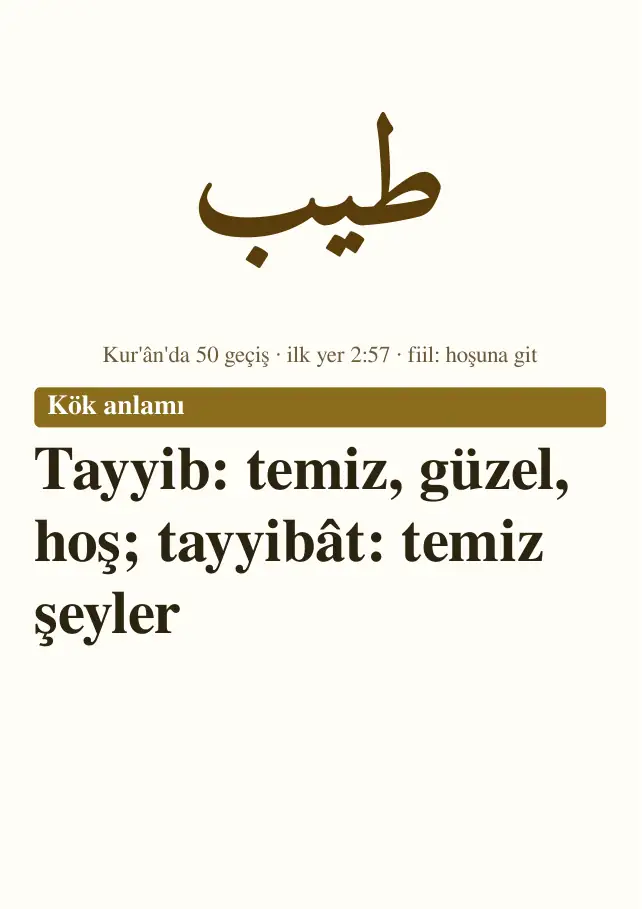 طيب
Kur'ân'da 50 geçiş · ilk yer 2:57 · fiil: hoşuna git
Kök anlamı
Tayyib: temiz, güzel,
hoş; tayyibât: temiz
şeyler